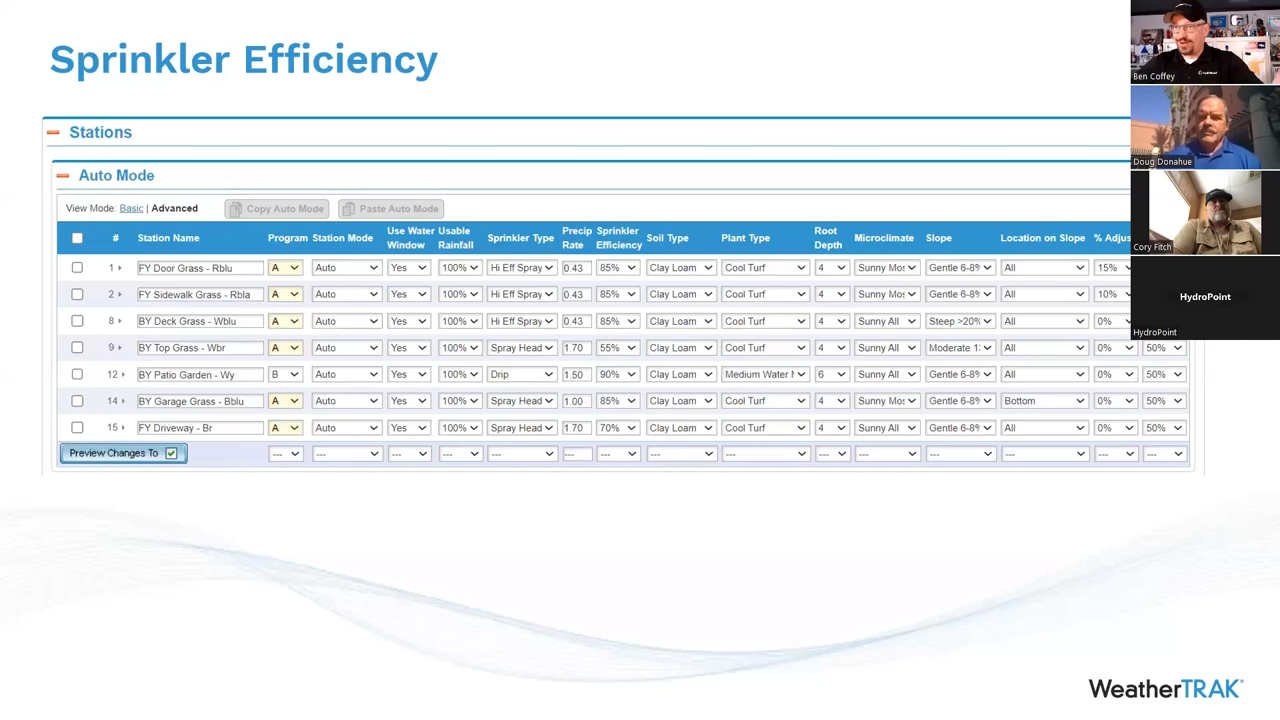 Sprinkler Efficiency
Stations
Auto Mode
View Mode: Basic | Advanced Copy Auto Mode Paste Auto Mode
# Station Name Program Station Mode Use Water Window Usable Rainfall Sprinkler Type Precip Rate Sprinkler Efficiency Soil Type Plant Type Root Depth Microclimate Slope Location on Slope % Adjus
1 FY Door Grass - Rblu A Auto Yes 100% Hi Eff Spray 0.43 85% Clay Loam Cool Turf 4 Sunny Mos Gentle 6-8% All 15%
2 FY Sidewalk Grass - Rbla A Auto Yes 100% Hi Eff Spray 0.43 85% Clay Loam Cool Turf 4 Sunny Mos Gentle 6-8% All 10%
8 BY Deck Grass - Wblu A Auto Yes 100% Hi Eff Spray 0.43 85% Clay Loam Cool Turf 4 Sunny All Steep >20% All 0%
9 BY Top Grass - Wbr A Auto Yes 100% Spray Head 1.70 55% Clay Loam Cool Turf 4 Sunny All Moderate 1 All 0% 50%
12 BY Patio Garden - Wy B Auto Yes 100% Drip 1.50 90% Clay Loam Medium Water 6 Sunny All Gentle 6-8% All 0% 50%
14 BY Garage Grass - Bblu A Auto Yes 100% Spray Head 1.00 85% Clay Loam Cool Turf 4 Sunny Mos Gentle 6-8% Bottom 0% 50%
15 FY Driveway - Br A Auto Yes 100% Spray Head 1.70 70% Clay Loam Cool Turf 4 Sunny All Gentle 6-8% All 0% 50%
Preview Changes To --- --- --- --- --- --- --- --- --- --- --- --- --- --- ---
Ben Coffey
Doug Donahue
Cory Fitch
HydroPoint
HydroPoint
WeatherTRAK